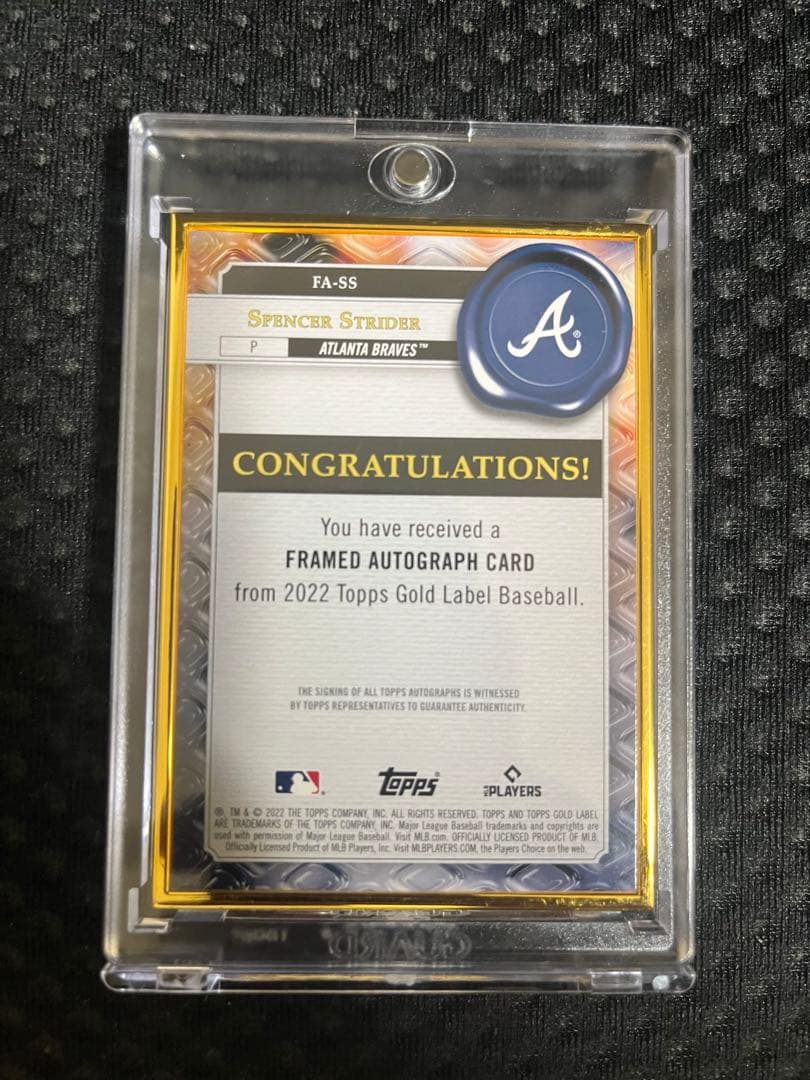 FA-SS
SPENCER STRIDER
P
ATLANTA BRAVES™
A®
CONGRATULATIONS!
You have received a
FRAMED AUTOGRAPH CARD
from 2022 Topps Gold Label Baseball.
THE SIGNING OF ALL TOPPS AUTOGRAPHS IS WITNESSED
BY TOPPS REPRESENTATIVES TO GUARANTEE AUTHENTICITY.
topps® PLAYERS
®, TM & © 2022 THE TOPPS COMPANY, INC. ALL RIGHTS RESERVED. TOPPS AND TOPPS GOLD LABEL
ARE TRADEMARKS OF THE TOPPS COMPANY, INC. Major League Baseball trademarks and copyrights are
used with permission of Major League Baseball. Visit MLB.com. OFFICIALLY LICENSED PRODUCT OF MLB
Officially Licensed Product of MLB Players, Inc. Visit MLBPLAYERS.COM, the Players Choice on the web.